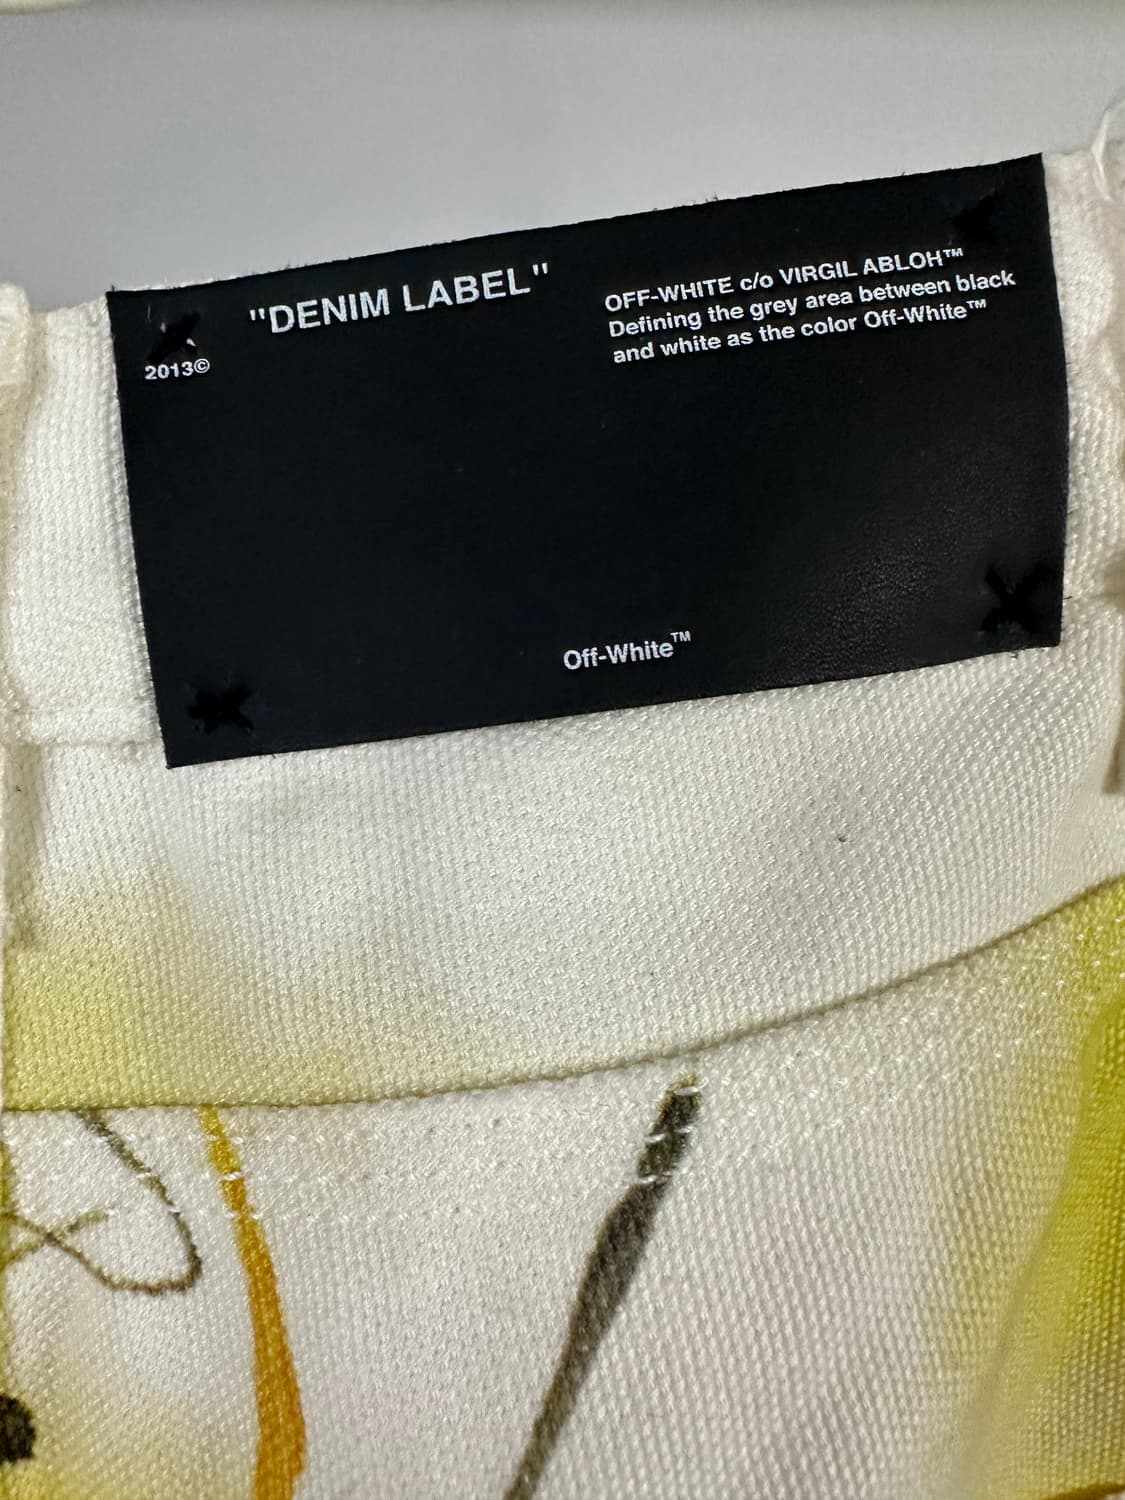 "DENIM LABEL"
2013©
OFF-WHITE c/o VIRGIL ABLOH™
Defining the grey area between black
and white as the color Off-White™
Off-White™